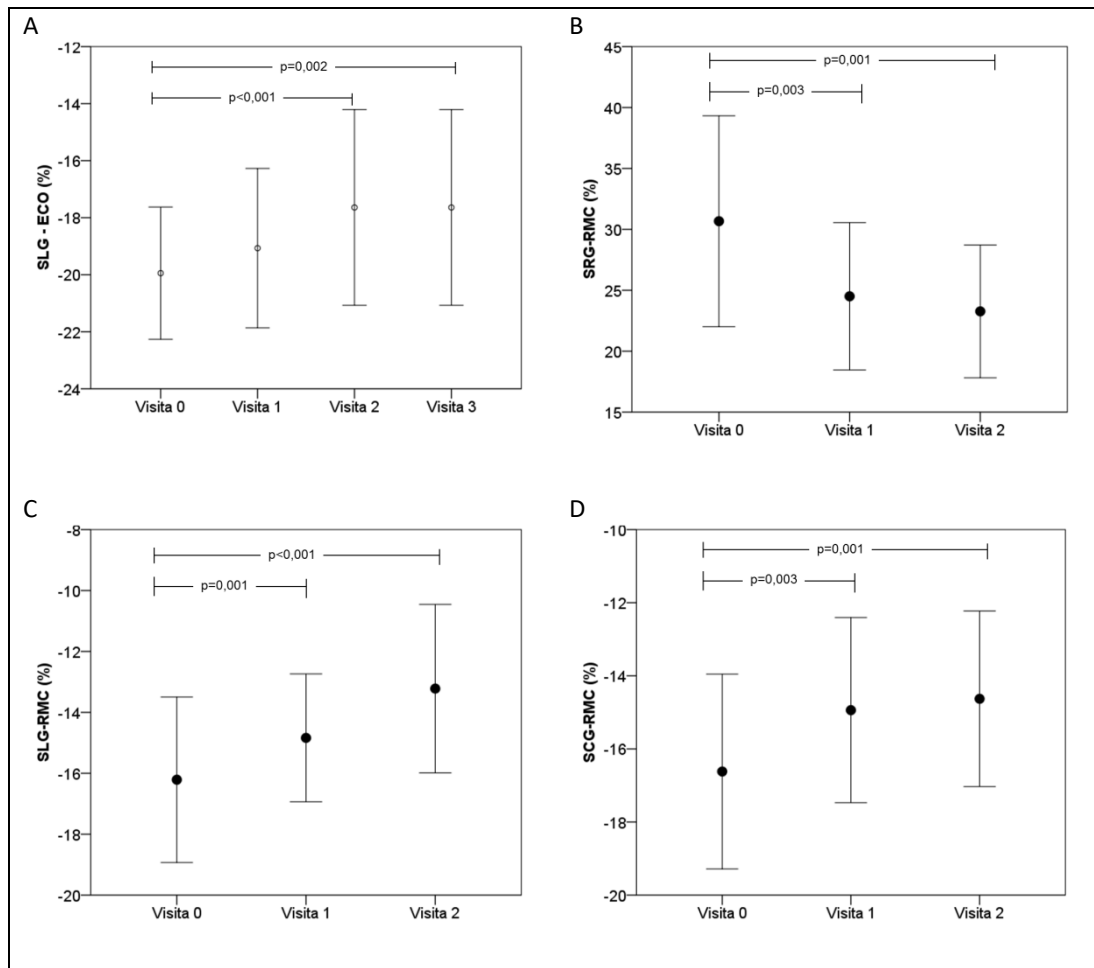 A
-12
-14
-16
-18
-20
-22
-24
SLG - ECO (%)
p=0,002
p<0,001
Visita 0 Visita 1 Visita 2 Visita 3
B
45
40
35
30
25
20
15
SRG-RMC (%)
p=0,001
p=0,003
Visita 0 Visita 1 Visita 2
C
-8
-10
-12
-14
-16
-18
-20
SLG-RMC (%)
p<0,001
p=0,001
Visita 0 Visita 1 Visita 2
D
-10
-12
-14
-16
-18
-20
SCG-RMC (%)
p=0,001
p=0,003
Visita 0 Visita 1 Visita 2